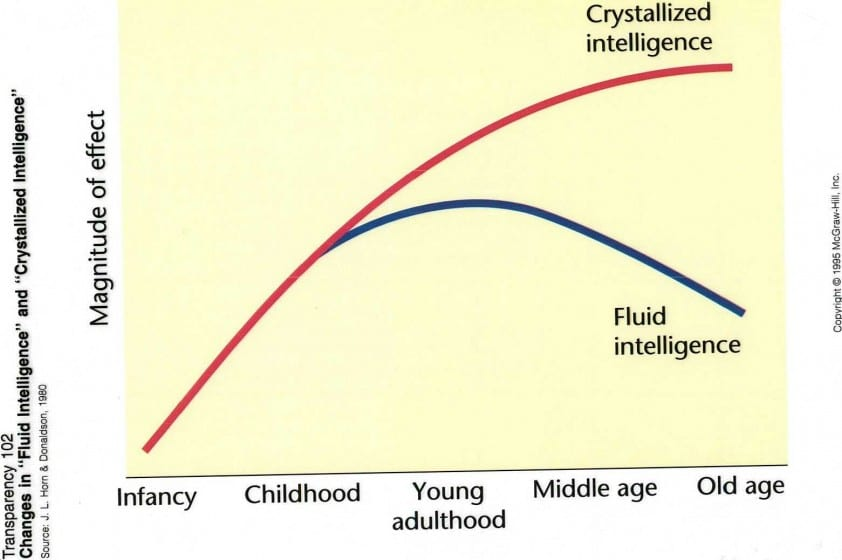 Transparency 102
Changes in "Fluid Intelligence" and "Crystallized Intelligence"
Source: J. L. Horn & Donaldson, 1980
Magnitude of effect
Crystallized
intelligence
Fluid
intelligence
Infancy
Childhood
Young
adulthood
Middle age
Old age
Copyright © 1995 McGraw-Hill, Inc.